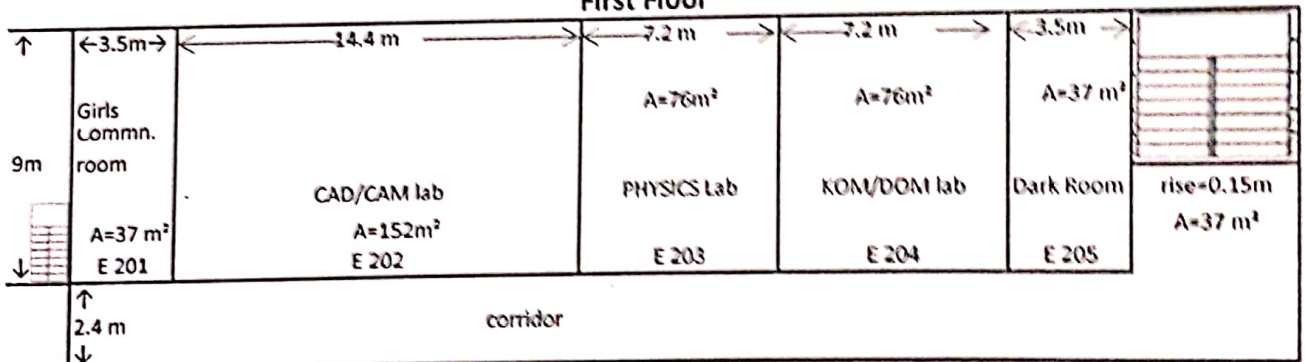 First Floor
3.5m
14.4 m
7.2 m
7.2 m
3.5m
9m
Girls
Commn.
room
A=37 m²
E 201
CAD/CAM lab
A=152m²
E 202
A=76m²
PHYSICS Lab
E 203
A=76m²
KOM/DOM lab
E 204
A=37 m²
Dark Room
E 205
rise=0.15m
A=37 m²
2.4 m
corridor